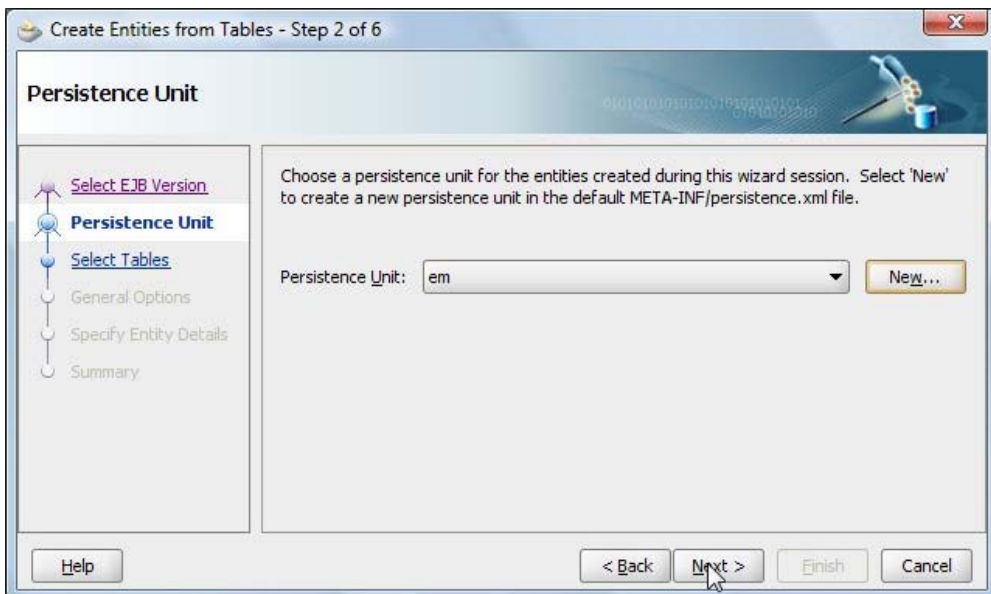 Create Entities from Tables - Step 2 of 6
Persistence Unit
Select EJB Version
Persistence Unit
Select Tables
General Options
Specify Entity Details
Summary
Choose a persistence unit for the entities created during this wizard session. Select 'New'
to create a new persistence unit in the default META-INF/persistence.xml file.
Persistence Unit: em New...
Help < Back Next > Finish Cancel